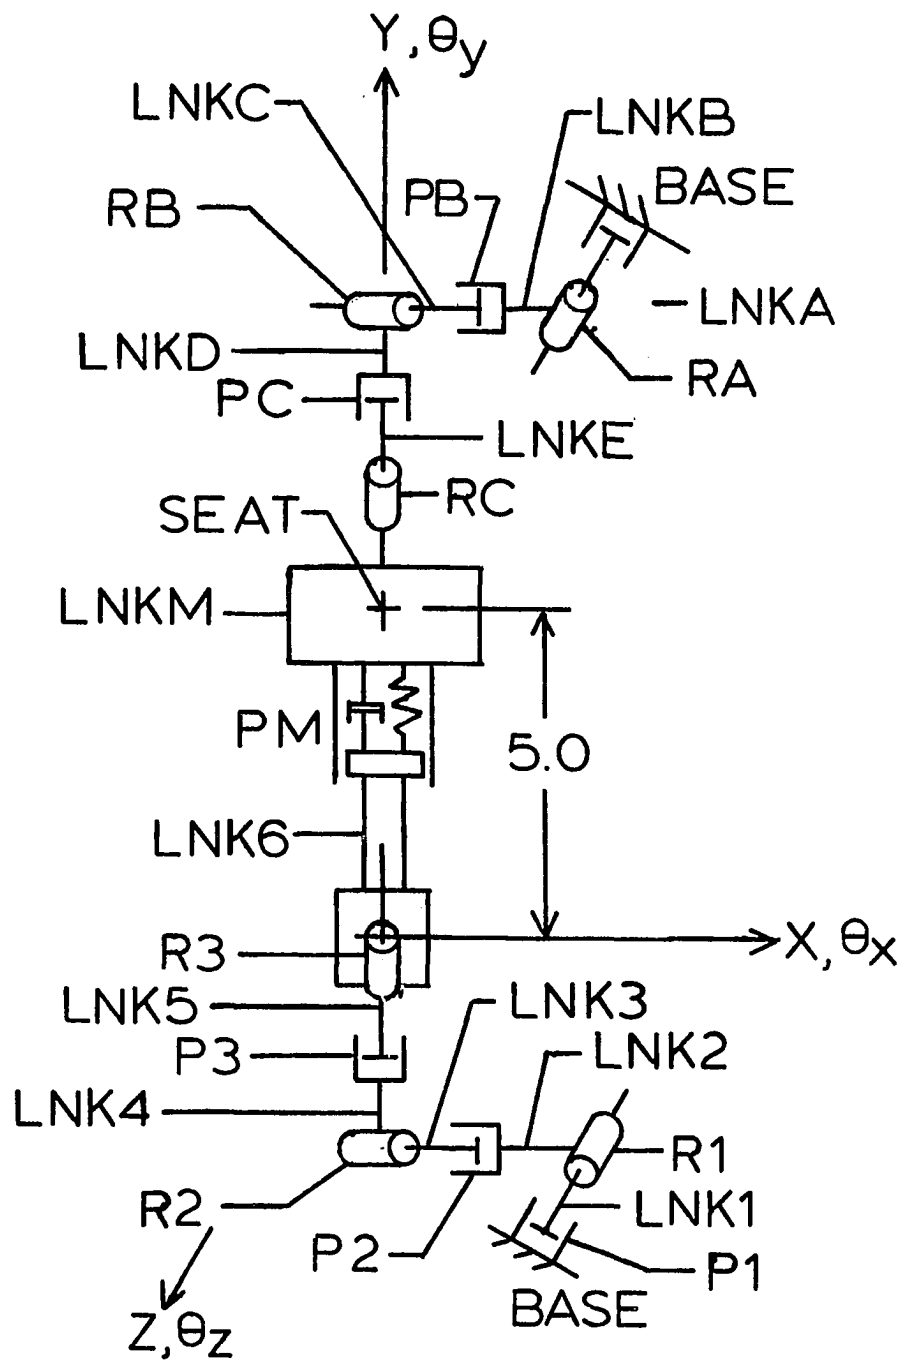 Y, θy
LNKC
LNKB
BASE
PB
RB
LNKA
LNKD
RA
PC
LNKE
RC
SEAT
LNKM
PM
5.0
LNK6
X, θx
R3
LNK5
LNK3
P3
LNK2
LNK4
R1
R2
LNK1
P2
P1
BASE
Z, θz